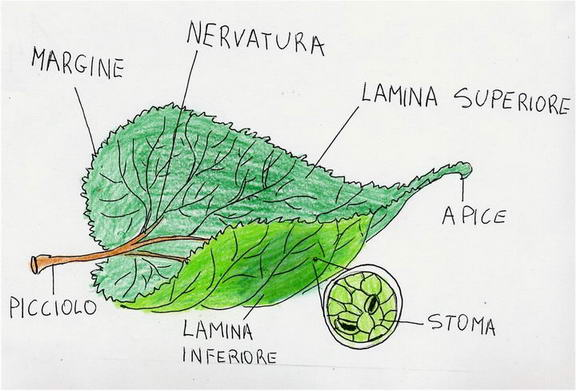 NERVATURA
MARGINE
LAMINA SUPERIORE
APICE
PICCIOLO
LAMINA
INFERIORE
STOMA